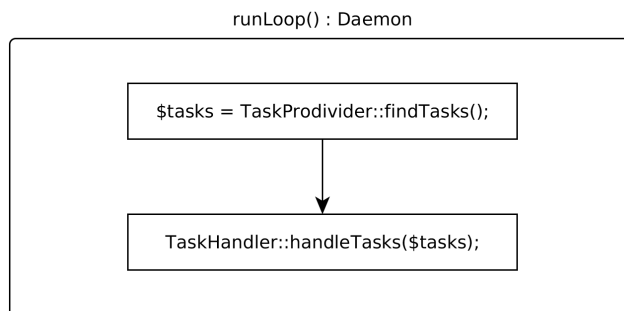 runLoop() : Daemon
$tasks = TaskProdivider::findTasks();
TaskHandler::handleTasks($tasks);